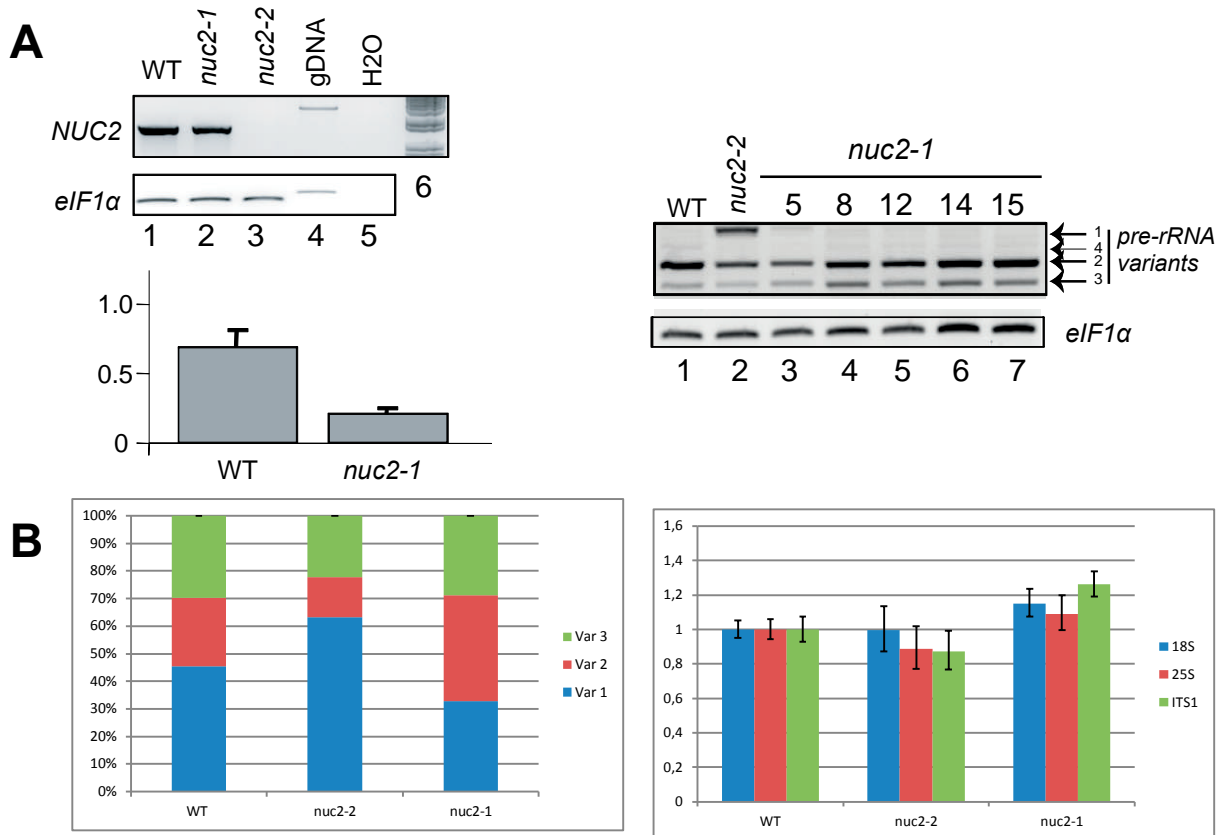 A
WT nuc2-1 nuc2-2 gDNA H2O
NUC2
eIF1α
6
1 2 3 4 5
1.0
0.5
0
WT nuc2-1
nuc2-1
WT nuc2-2 5 8 12 14 15
1
4
2
3
pre-rRNA
variants
eIF1α
1 2 3 4 5 6 7
B
100%
90%
80%
70%
60%
50%
40%
30%
20%
10%
0%
WT nuc2-2 nuc2-1
Var 3
Var 2
Var 1
1,6
1,4
1,2
1
0,8
0,6
0,4
0,2
0
WT nuc2-2 nuc2-1
18S
25S
ITS1